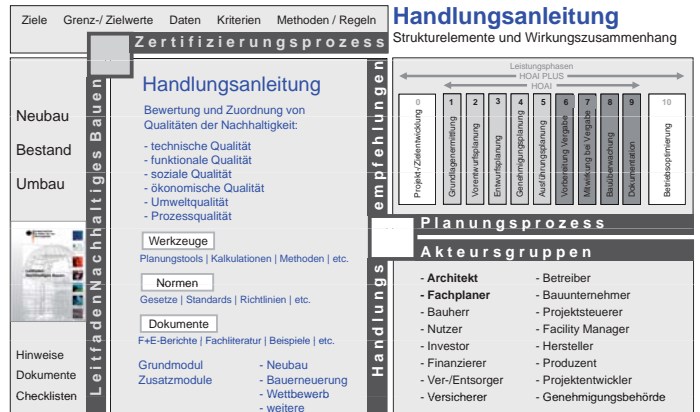 Ziele Grenz-/ Zielwerte Daten Kriterien Methoden / Regeln
Zertifizierungsprozess
Handlungsanleitung
Strukturelemente und Wirkungszusammenhang
Neubau
Bestand
Umbau
Hinweise
Dokumente
Checklisten
Leitfaden Nachhaltiges Bauen
Handlungsanleitung
Bewertung und Zuordnung von
Qualitäten der Nachhaltigkeit:
- technische Qualität
- funktionale Qualität
- soziale Qualität
- ökonomische Qualität
- Umweltqualität
- Prozessqualität
Werkzeuge
Planungstools | Kalkulationen | Methoden | etc.
Normen
Gesetze | Standards | Richtlinien | etc.
Dokumente
F+E-Berichte | Fachliteratur | Beispiele | etc.
Grundmodul - Neubau
Zusatzmodule - Bauerneuerung
- Wettbewerb
- weitere
Handlungs empfehlungen
Leistungsphasen
HOAI PLUS
HOAI
0 1 2 3 4 5 6 7 8 9 10
Projekt-/Zielentwicklung
Grundlagenermittlung
Vorentwurfsplanung
Entwurfsplanung
Genehmigungsplanung
Ausführungsplanung
Vorbereitung Vergabe
Mitwirkung bei Vergabe
Bauüberwachung
Dokumentation
Betriebsoptimierung
Planungsprozess
Akteursgruppen
- Architekt - Betreiber
- Fachplaner - Bauunternehmer
- Bauherr - Projektsteuerer
- Nutzer - Facility Manager
- Investor - Hersteller
- Finanzierer - Produzent
- Ver-/Entsorger - Projektentwickler
- Versicherer - Genehmigungsbehörde